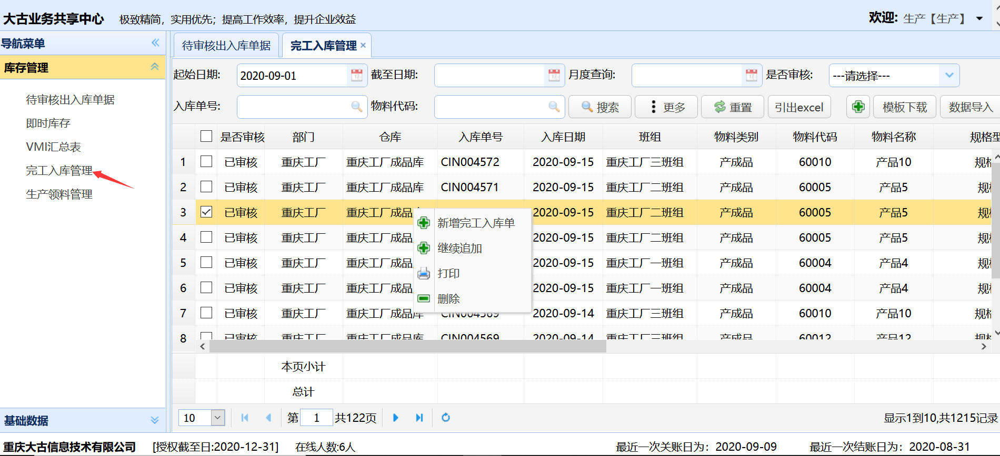 大古业务共享中心 极致精简，实用优先；提高工作效率，提升企业效益 欢迎: 生产【生产】
导航菜单
库存管理
待审核出入库单据
即时库存
VMI汇总表
完工入库管理
生产领料管理
基础数据
待审核出入库单据 完工入库管理
起始日期: 2020-09-01 截至日期: 月度查询: 是否审核: ---请选择---
入库单号: 物料代码: 搜索 更多 重置 引出excel 模板下载 数据导入
是否审核 部门 仓库 入库单号 入库日期 班组 物料类别 物料代码 物料名称 规格型
1 已审核 重庆工厂 重庆工厂成品库 CIN004572 2020-09-15 重庆工厂三班组 产成品 60010 产品10 规格
2 已审核 重庆工厂 重庆工厂成品库 CIN004571 2020-09-15 重庆工厂二班组 产成品 60005 产品5 规
3 已审核 重庆工厂 重庆工厂成品 2020-09-15 重庆工厂二班组 产成品 60005 产品5 规
4 已审核 重庆工厂 重庆工厂成品 2020-09-15 重庆工厂二班组 产成品 60005 产品5 规
5 已审核 重庆工厂 重庆工厂成品 2020-09-15 重庆工厂一班组 产成品 60004 产品4 规
6 已审核 重庆工厂 重庆工厂成品 2020-09-15 重庆工厂一班组 产成品 60004 产品4 规
7 已审核 重庆工厂 重庆工厂成品库 CIN004569 2020-09-14 重庆工厂三班组 产成品 60010 产品10 规格
8 已审核 重庆工厂 重庆工厂成品库 CIN004569 2020-09-14 重庆工厂三班组 产成品 60012 产品12 规格
新增完工入库单
继续追加
打印
删除
本页小计
总计
10 第 1 共122页 显示1到10,共1215记录
重庆大古信息技术有限公司 [授权截至日:2020-12-31] 在线人数:6人 最近一次关账日为：2020-09-09 最近一次结账日为：2020-08-31